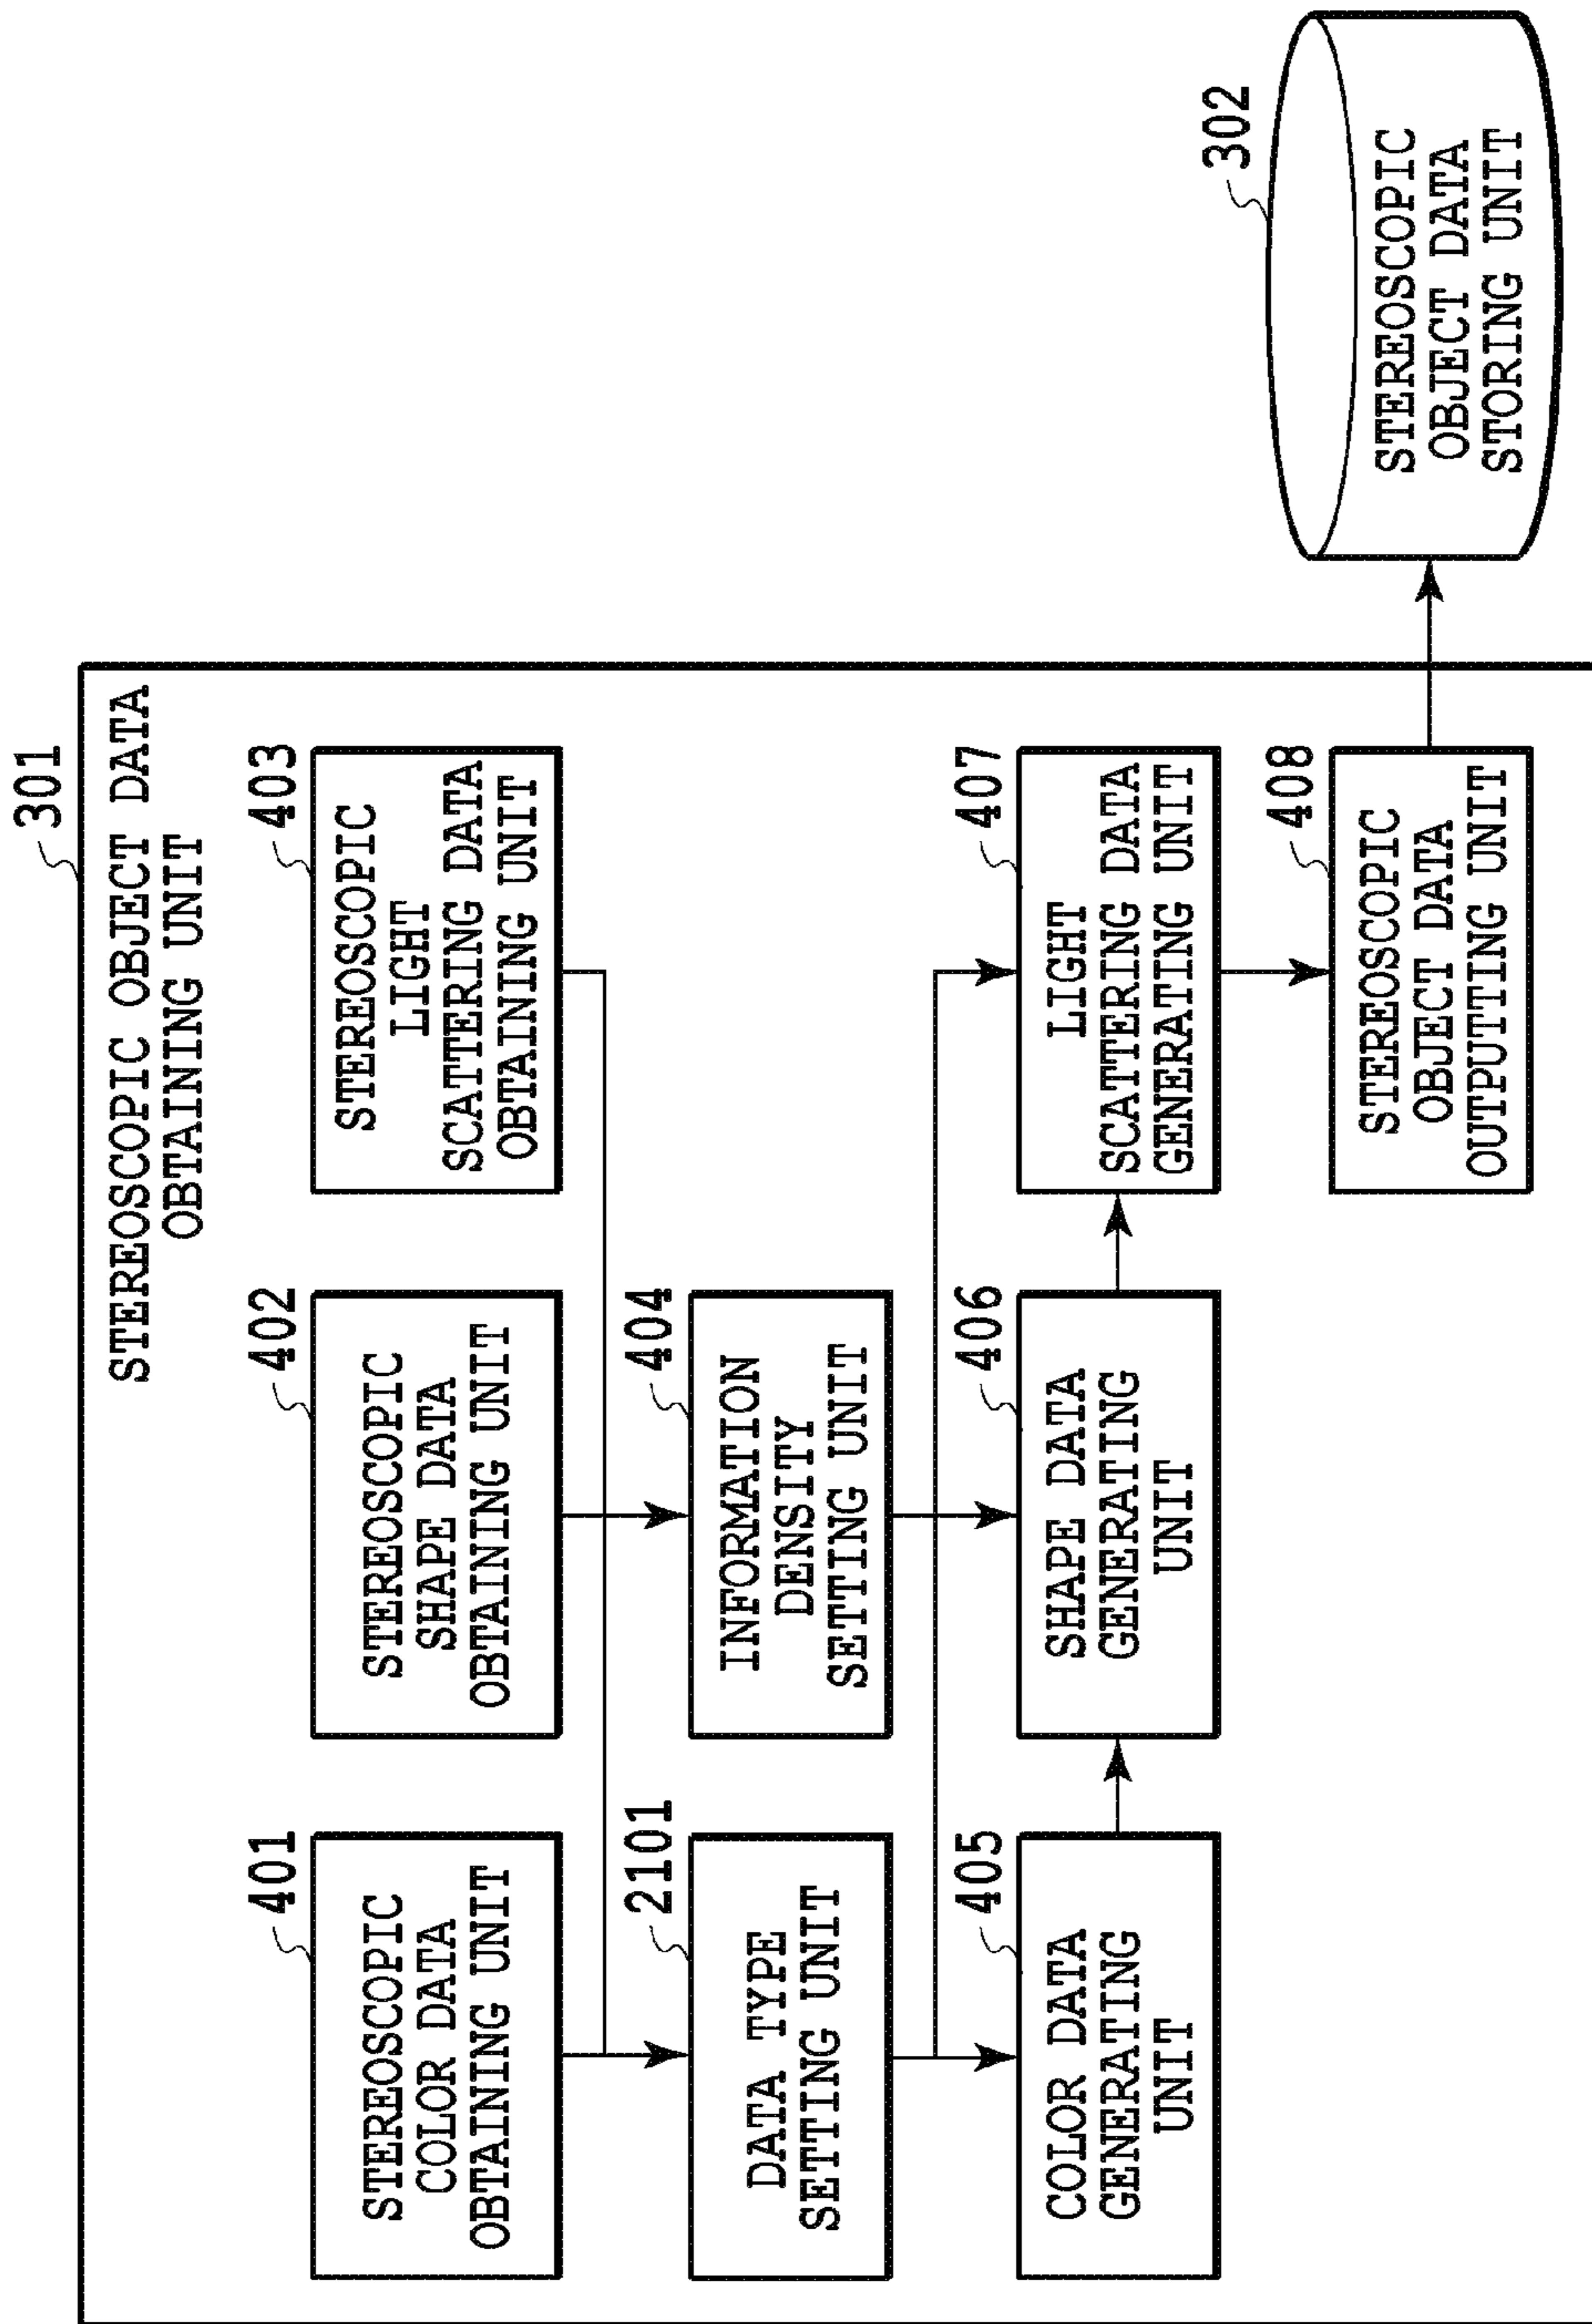 301
STEREOSCOPIC OBJECT DATA
OBTAINING UNIT
401
STEREOSCOPIC
COLOR DATA
OBTAINING UNIT
402
STEREOSCOPIC
SHAPE DATA
OBTAINING UNIT
403
STEREOSCOPIC
LIGHT
SCATTERING DATA
OBTAINING UNIT
2101
DATA TYPE
SETTING UNIT
404
INFORMATION
DENSITY
SETTING UNIT
405
COLOR DATA
GENERATING
UNIT
406
SHAPE DATA
GENERATING
UNIT
407
LIGHT
SCATTERING DATA
GENERATING UNIT
408
STEREOSCOPIC
OBJECT DATA
OUTPUTTING UNIT
302
STEREOSCOPIC
OBJECT DATA
STORING UNIT